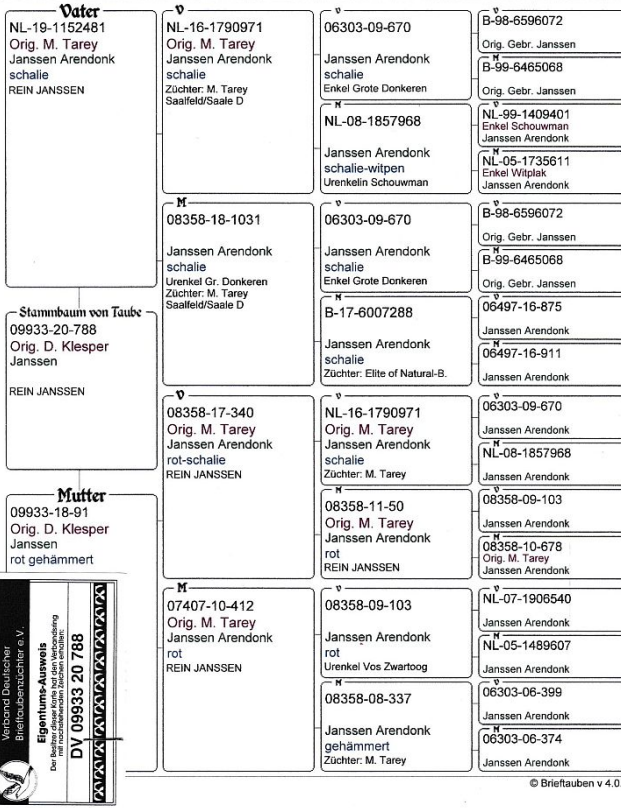 Vater
NL-19-1152481
Orig. M. Tarey
Janssen Arendonk
schalie
REIN JANSSEN
Stammbaum von Taube
09933-20-788
Orig. D. Klesper
Janssen
REIN JANSSEN
Mutter
09933-18-91
Orig. D. Klesper
Janssen
rot gehämmert
V
NL-16-1790971
Orig. M. Tarey
Janssen Arendonk
schalie
Züchter: M. Tarey
Saalfeld/Saale D
M
08358-18-1031
Janssen Arendonk
schalie
Urenkel Gr. Donkeren
Züchter: M. Tarey
Saalfeld/Saale D
V
08358-17-340
Orig. M. Tarey
Janssen Arendonk
rot-schalie
REIN JANSSEN
M
07407-10-412
Orig. M. Tarey
Janssen Arendonk
rot
REIN JANSSEN
V
06303-09-670
Janssen Arendonk
schalie
Enkel Grote Donkeren
M
NL-08-1857968
Janssen Arendonk
schalie-witpen
Urenkelin Schouwman
V
06303-09-670
Janssen Arendonk
schalie
Enkel Grote Donkeren
M
B-17-6007288
Janssen Arendonk
schalie
Züchter: Elite of Natural-B.
V
NL-16-1790971
Orig. M. Tarey
Janssen Arendonk
schalie
Züchter: M. Tarey
M
08358-11-50
Orig. M. Tarey
Janssen Arendonk
rot
REIN JANSSEN
V
08358-09-103
Janssen Arendonk
rot
Urenkel Vos Zwartoog
M
08358-08-337
Janssen Arendonk
gehämmert
Züchter: M. Tarey
V
B-98-6596072
Orig. Gebr. Janssen
M
B-99-6465068
Orig. Gebr. Janssen
V
NL-99-1409401
Enkel Schouwman
Janssen Arendonk
M
NL-05-1735611
Enkel Witplak
Janssen Arendonk
V
B-98-6596072
Orig. Gebr. Janssen
M
B-99-6465068
Orig. Gebr. Janssen
V
06497-16-875
Janssen Arendonk
M
06497-16-911
Janssen Arendonk
V
06303-09-670
Janssen Arendonk
M
NL-08-1857968
Janssen Arendonk
V
08358-09-103
Janssen Arendonk
M
08358-10-678
Orig. M. Tarey
Janssen Arendonk
V
NL-07-1906540
Janssen Arendonk
M
NL-05-1489607
Janssen Arendonk
V
06303-06-399
Janssen Arendonk
M
06303-06-374
Janssen Arendonk
Verband Deutscher
Brieftaubenzüchter e.V.
Eigentums-Ausweis
Der Besitzer dieser Karte hat den Verbandsring
mit nachstehenden Zeichen erhalten:
DV 09933 20 788
© Brieftauben v 4.0